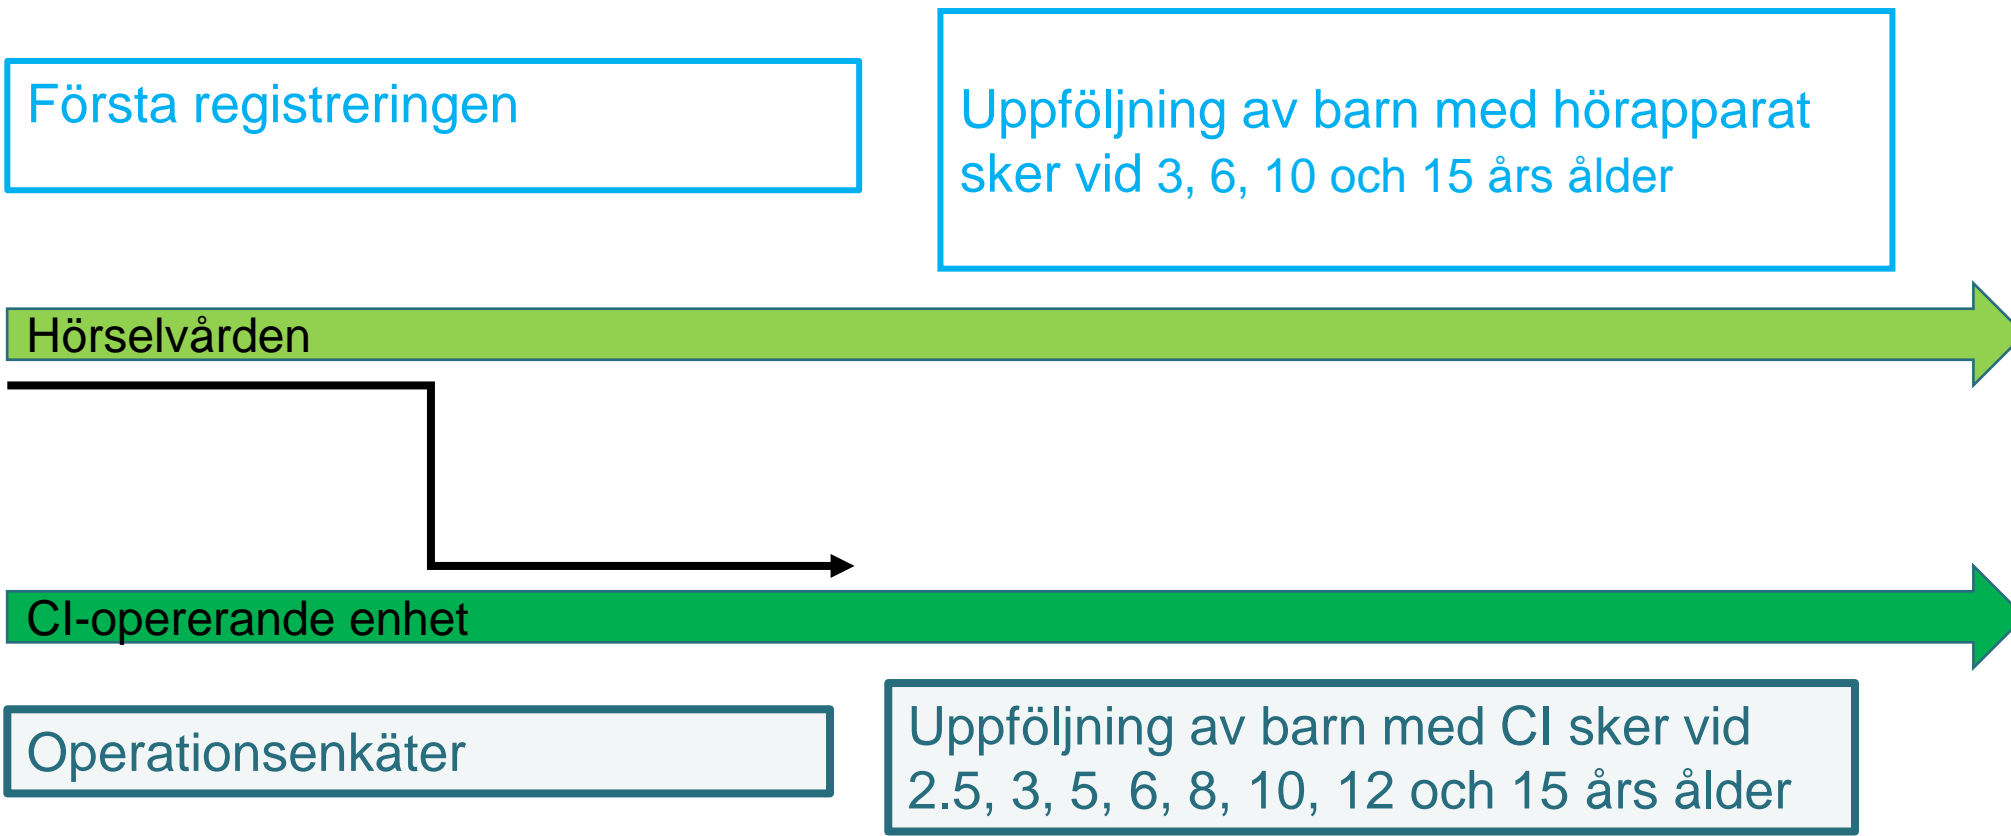 Första registreringen
Uppföljning av barn med hörapparat
sker vid 3, 6, 10 och 15 års ålder
Hörselvården
CI-opererande enhet
Operationsenkäter
Uppföljning av barn med CI sker vid
2.5, 3, 5, 6, 8, 10, 12 och 15 års ålder